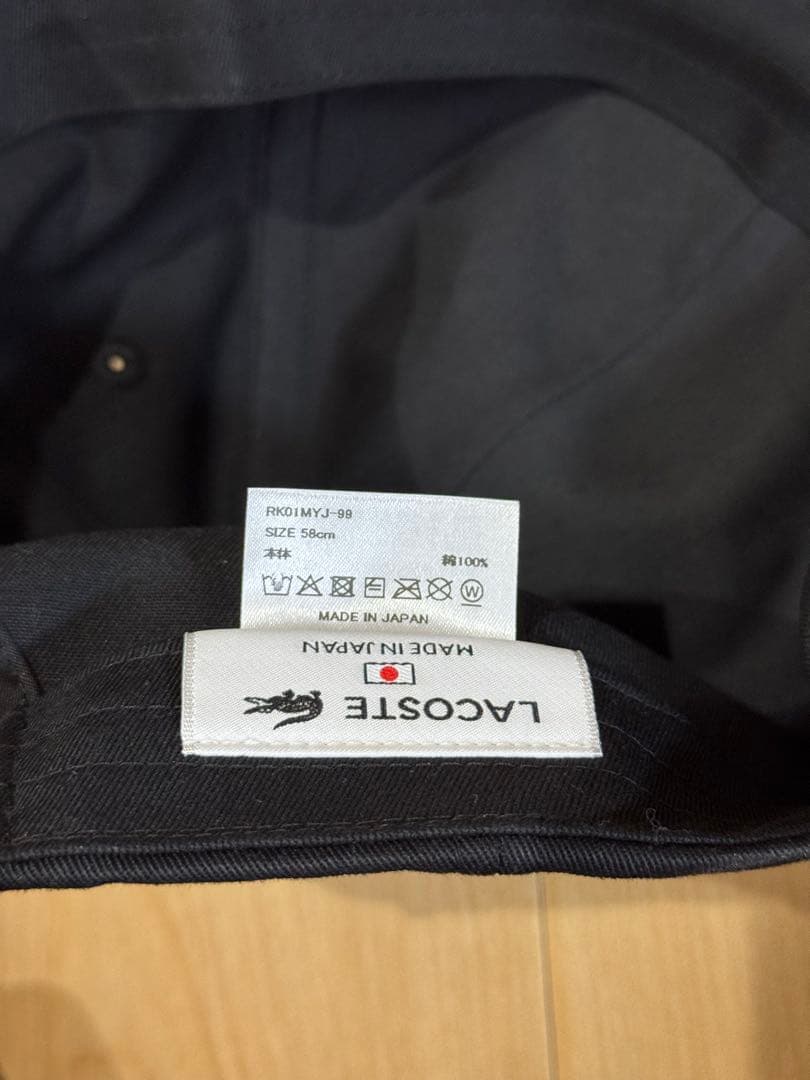 RK01MYJ-99
SIZE 58cm
本体 綿100%
W
MADE IN JAPAN
LACOSTE
MADE IN JAPAN